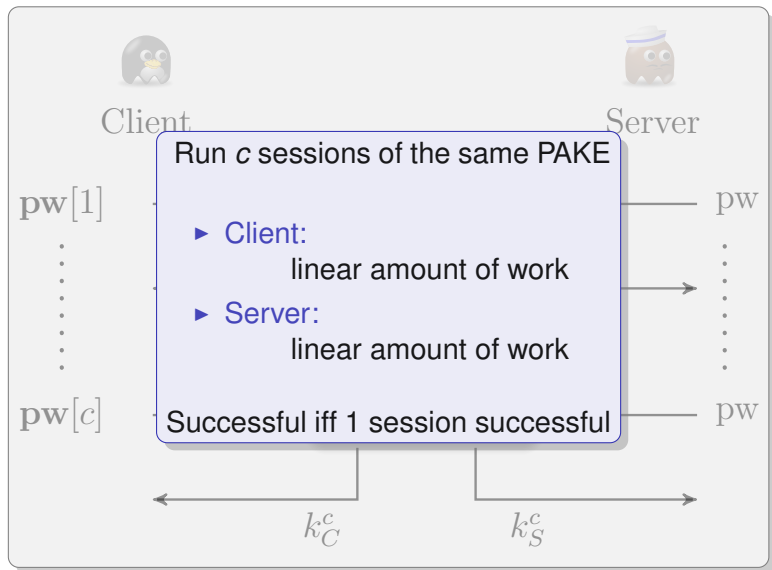 Client
Server
Run c sessions of the same PAKE
pw[1]
pw
► Client:
linear amount of work
► Server:
linear amount of work
pw[c]
pw
Successful iff 1 session successful
k_C^c
k_S^c